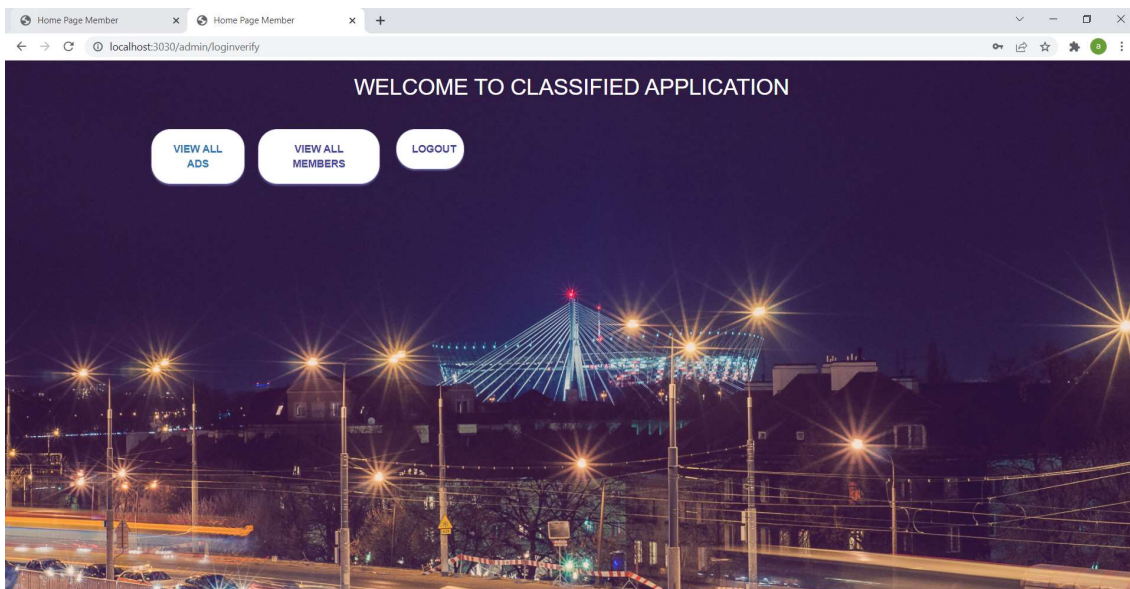 Home Page Member
Home Page Member
localhost:3030/admin/loginverify
a
WELCOME TO CLASSIFIED APPLICATION
VIEW ALL
ADS
VIEW ALL
MEMBERS
LOGOUT